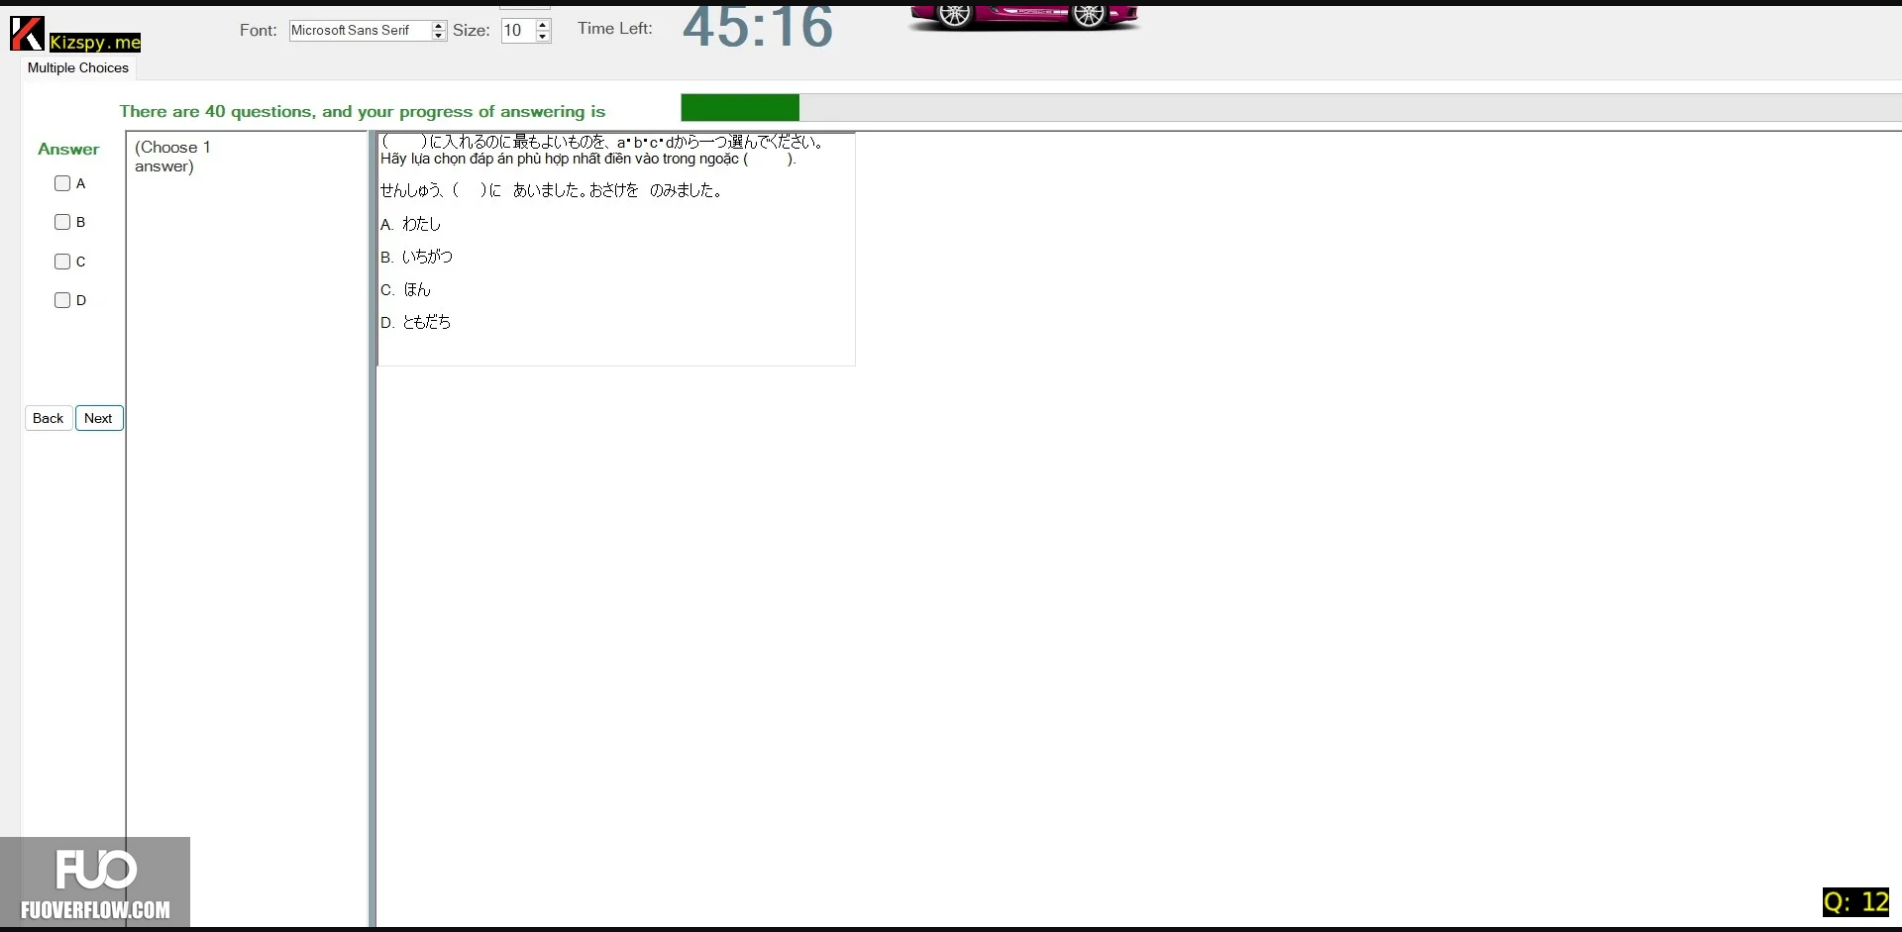 Kizspy.me
Font: Microsoft Sans Serif Size: 10 Time Left: 45:16
Multiple Choices
There are 40 questions, and your progress of answering is
Answer
(Choose 1
answer)
A
B
C
D
Back Next
(　　)に入れるのに最もよいものを、a・b・c・dから一つ選んでください。
Hãy lựa chọn đáp án phù hợp nhất điền vào trong ngoặc (　　).
せんしゅう、(　)に　あいました。おさけを　のみました。
A. わたし
B. いちがつ
C. ほん
D. ともだち
FUO
FUOVERFLOW.COM
Q: 12